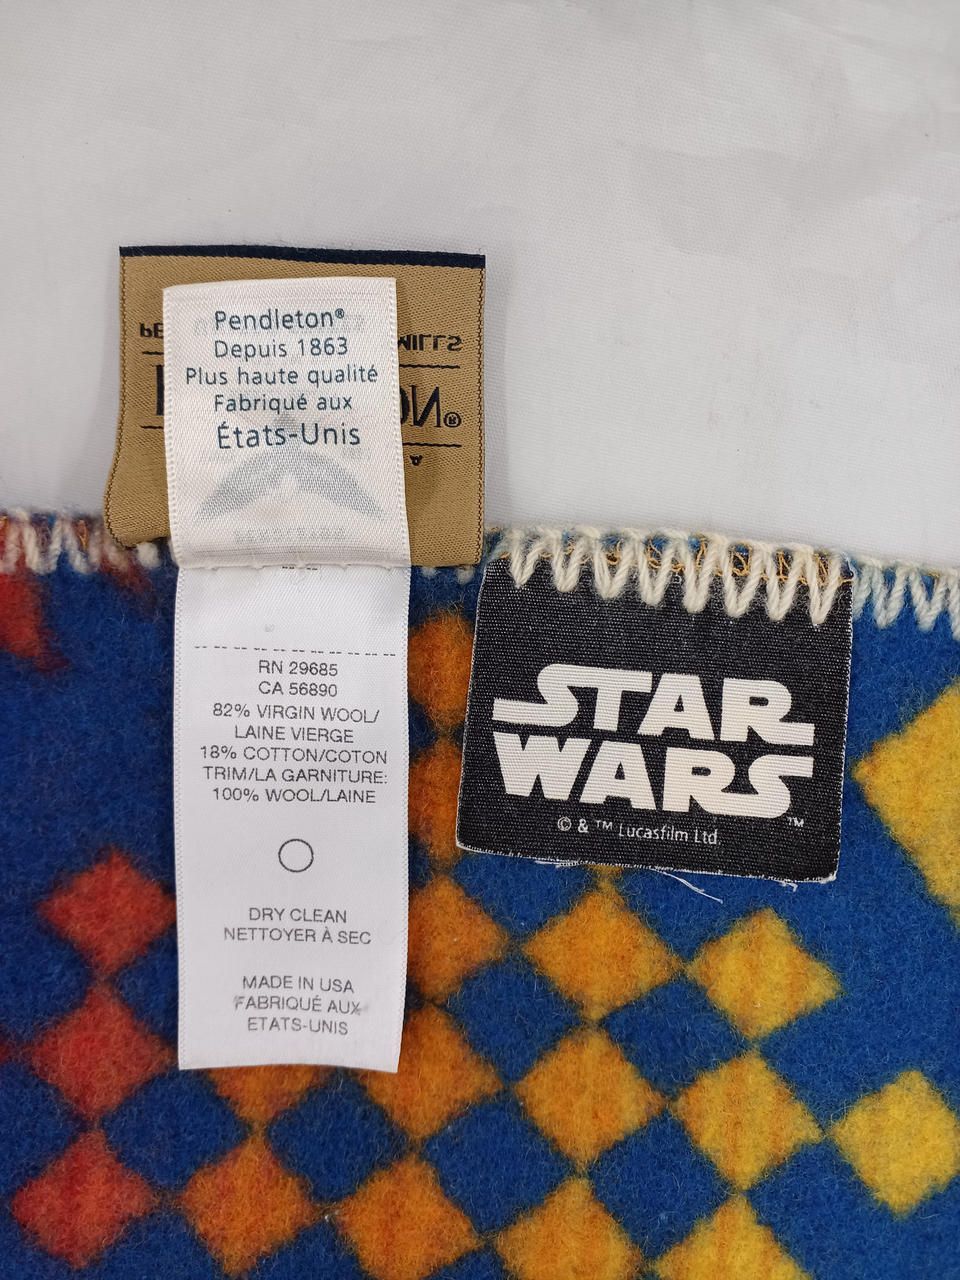 Pendleton®
Depuis 1863
Plus haute qualité
Fabriqué aux
États-Unis
RN 29685
CA 56890
82% VIRGIN WOOL/
LAINE VIERGE
18% COTTON/COTON
TRIM/LA GARNITURE:
100% WOOL/LAINE
DRY CLEAN
NETTOYER À SEC
MADE IN USA
FABRIQUÉ AUX
ETATS-UNIS
STAR
WARS™
© & ™ Lucasfilm Ltd.